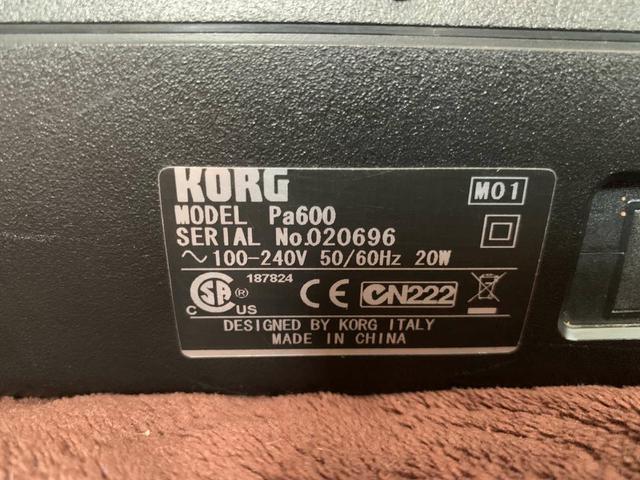 KORG
M01
MODEL Pa600
SERIAL No.020696
~ 100-240V 50/60Hz 20W
187824
CSA ®
C US
CE N222
DESIGNED BY KORG ITALY
MADE IN CHINA